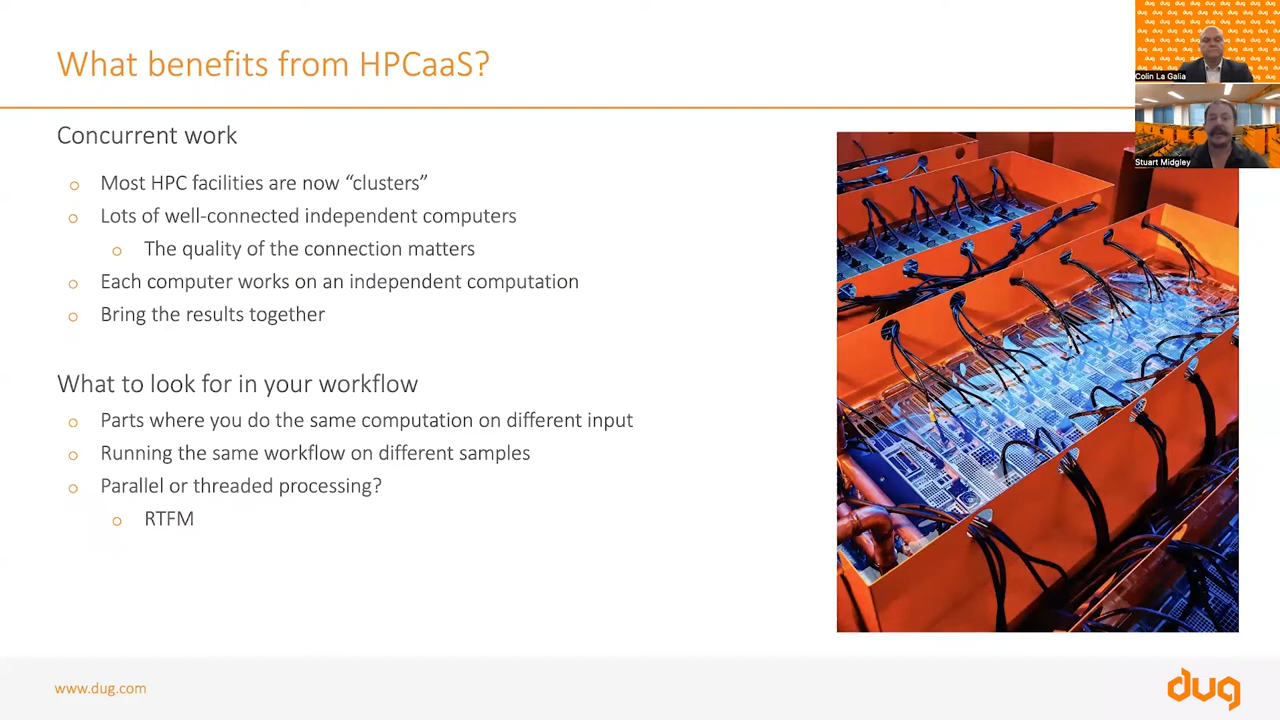 What benefits from HPCaaS?
Concurrent work
Most HPC facilities are now “clusters”
Lots of well-connected independent computers
The quality of the connection matters
Each computer works on an independent computation
Bring the results together
What to look for in your workflow
Parts where you do the same computation on different input
Running the same workflow on different samples
Parallel or threaded processing?
RTFM
www.dug.com
dug
Colin La Galia
Stuart Midgley